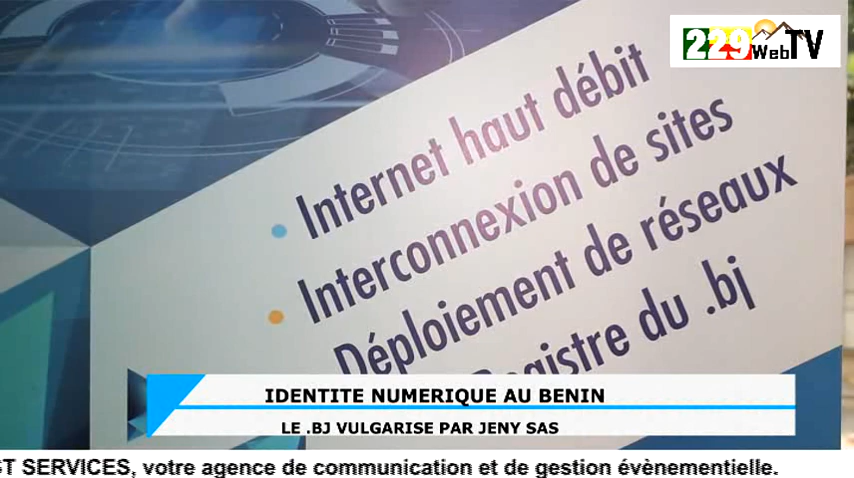 229WebTV
Internet haut débit
Interconnexion de sites
Déploiement de réseaux
Registre du .bj
IDENTITE NUMERIQUE AU BENIN
LE .BJ VULGARISE PAR JENY SAS
ST SERVICES, votre agence de communication et de gestion évènementielle.